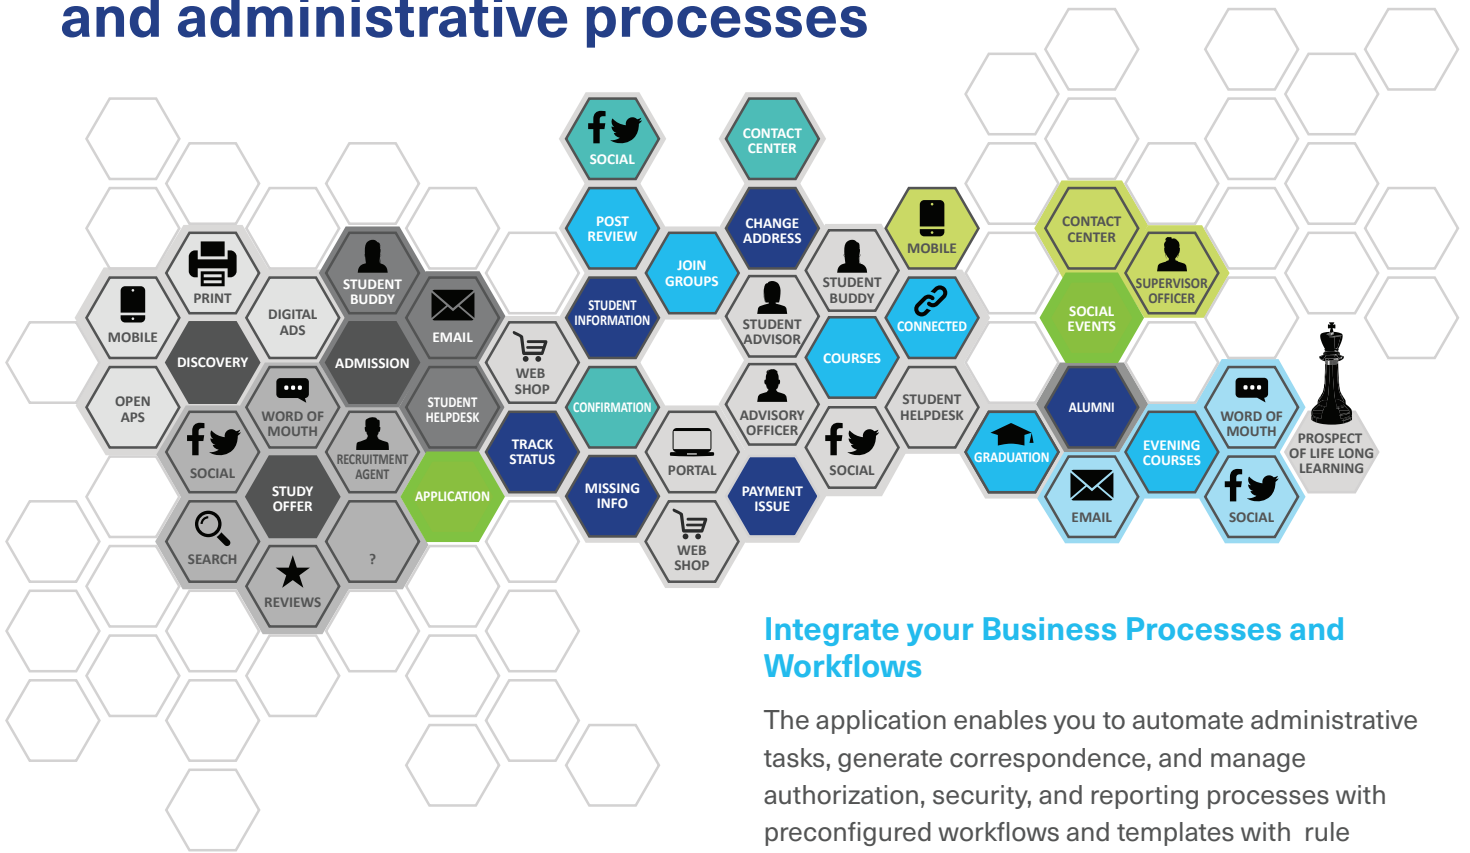 and administrative processes
SOCIAL
CONTACT
CENTER
POST
REVIEW
CHANGE
ADDRESS
MOBILE
CONTACT
CENTER
JOIN
GROUPS
STUDENT
BUDDY
STUDENT
BUDDY
SUPERVISOR
OFFICER
PRINT
DIGITAL
ADS
MOBILE
EMAIL
STUDENT
INFORMATION
STUDENT
ADVISOR
CONNECTED
SOCIAL
EVENTS
DISCOVERY
ADMISSION
WEB
SHOP
COURSES
OPEN
APS
WORD OF
MOUTH
STUDENT
HELPDESK
CONFIRMATION
ADVISORY
OFFICER
STUDENT
HELPDESK
ALUMNI
WORD OF
MOUTH
SOCIAL
RECRUITMENT
AGENT
TRACK
STATUS
PORTAL
SOCIAL
GRADUATION
EVENING
COURSES
PROSPECT
OF LIFE LONG
LEARNING
STUDY
OFFER
APPLICATION
MISSING
INFO
PAYMENT
ISSUE
EMAIL
SOCIAL
SEARCH
?
WEB
SHOP
REVIEWS
Integrate your Business Processes and
Workflows
The application enables you to automate administrative
tasks, generate correspondence, and manage
authorization, security, and reporting processes with
preconfigured workflows and templates with rule